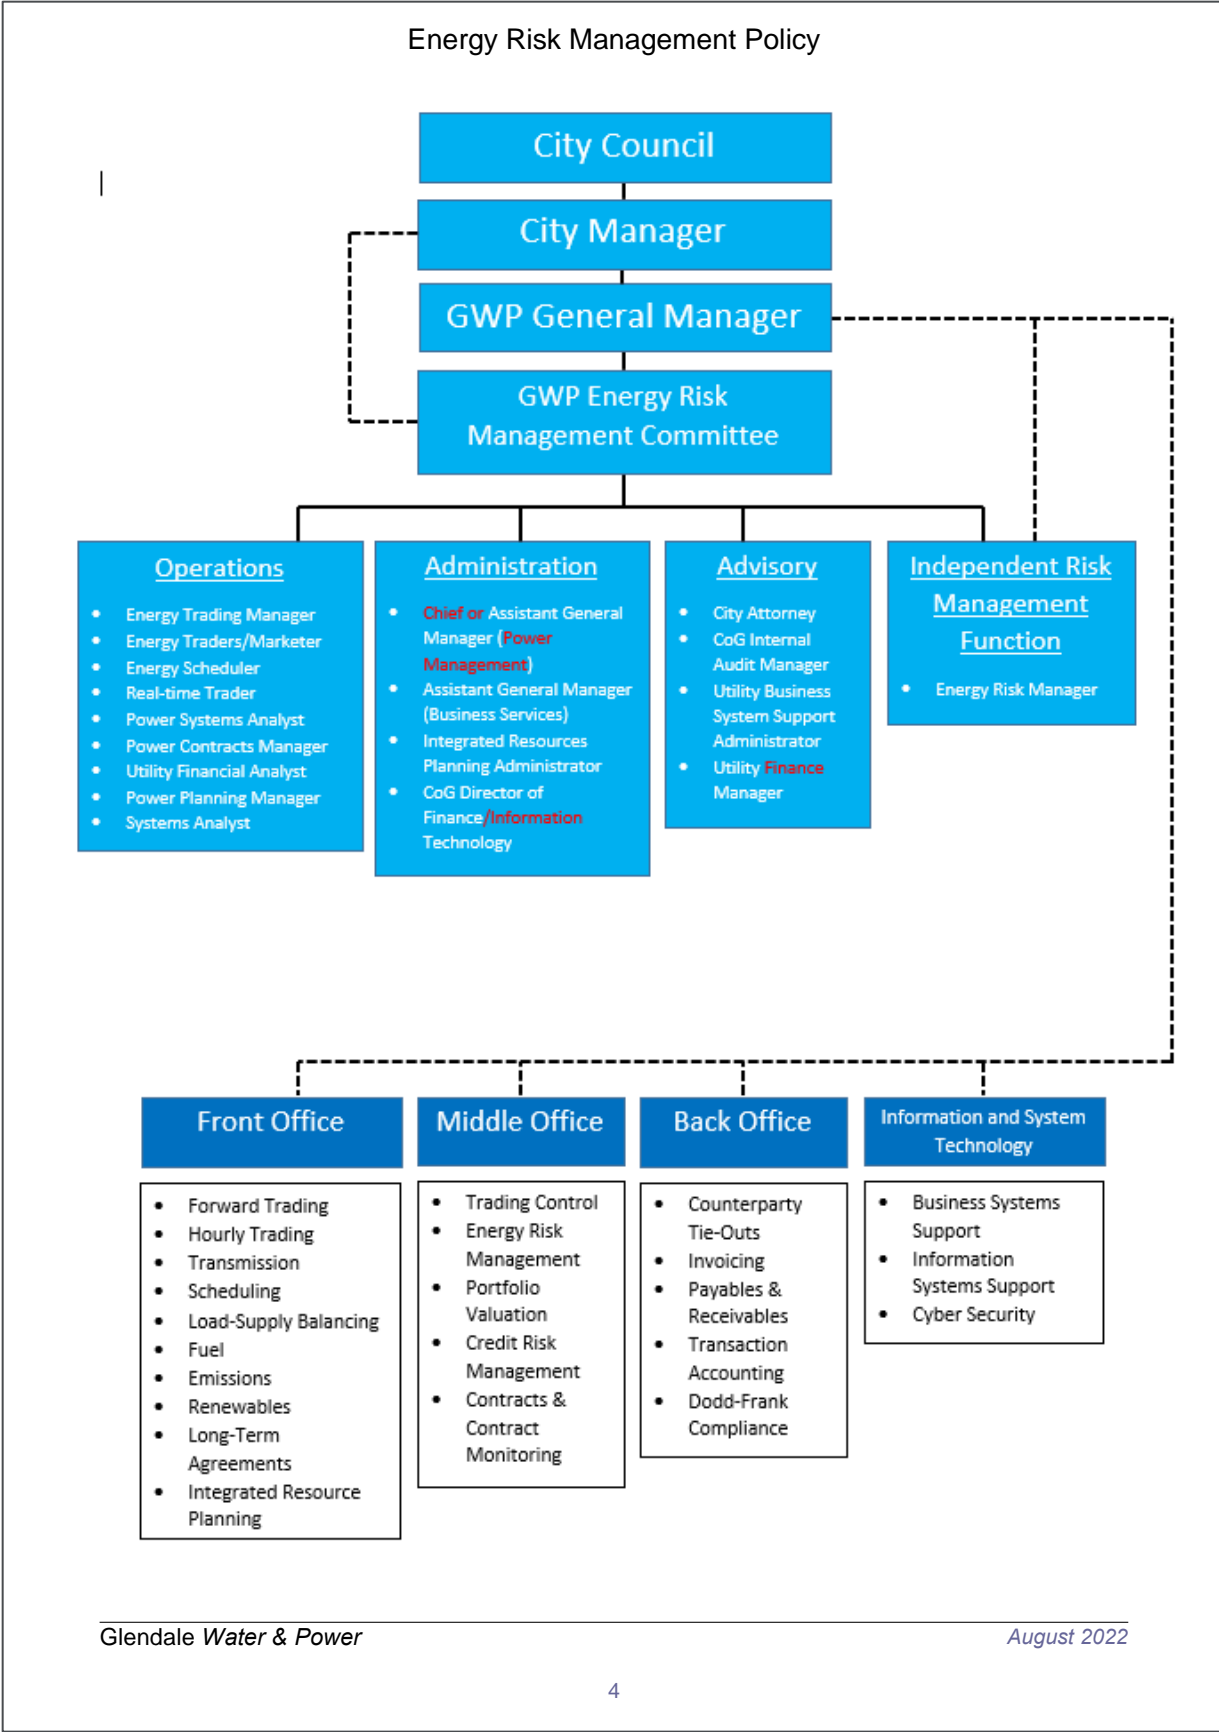 Energy Risk Management Policy
City Council
City Manager
GWP General Manager
GWP Energy Risk
Management Committee
Operations
• Energy Trading Manager
• Energy Traders/Marketer
• Energy Scheduler
• Real-time Trader
• Power Systems Analyst
• Power Contracts Manager
• Utility Financial Analyst
• Power Planning Manager
• Systems Analyst
Administration
• Chief or Assistant General
Manager (Power
Management)
• Assistant General Manager
(Business Services)
• Integrated Resources
Planning Administrator
• CoG Director of
Finance/Information
Technology
Advisory
• City Attorney
• CoG Internal
Audit Manager
• Utility Business
System Support
Administrator
• Utility Finance
Manager
Independent Risk
Management
Function
• Energy Risk Manager
Front Office
• Forward Trading
• Hourly Trading
• Transmission
• Scheduling
• Load-Supply Balancing
• Fuel
• Emissions
• Renewables
• Long-Term
Agreements
• Integrated Resource
Planning
Middle Office
• Trading Control
• Energy Risk
Management
• Portfolio
Valuation
• Credit Risk
Management
• Contracts &
Contract
Monitoring
Back Office
• Counterparty
Tie-Outs
• Invoicing
• Payables &
Receivables
• Transaction
Accounting
• Dodd-Frank
Compliance
Information and System
Technology
• Business Systems
Support
• Information
Systems Support
• Cyber Security
Glendale Water & Power August 2022
4